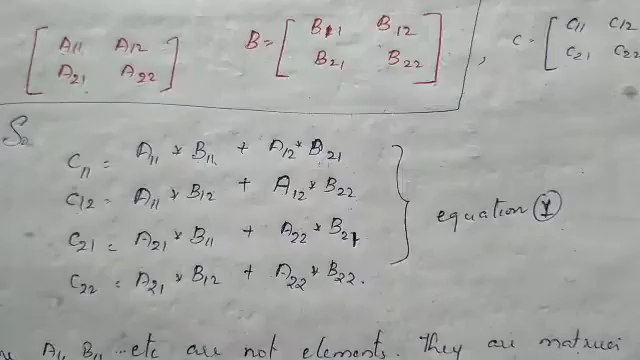 [A11 A12 B = [B11 B12 , C = [C11 C12
A21 A22] B21 B22] C21 C22
So
C11 = A11 * B11 + A12 * B21
C12 = A11 * B12 + A12 * B22
C21 = A21 * B11 + A22 * B21
C22 = A21 * B12 + A22 * B22.
equation 1
A11 B11 ... etc are not elements. They are